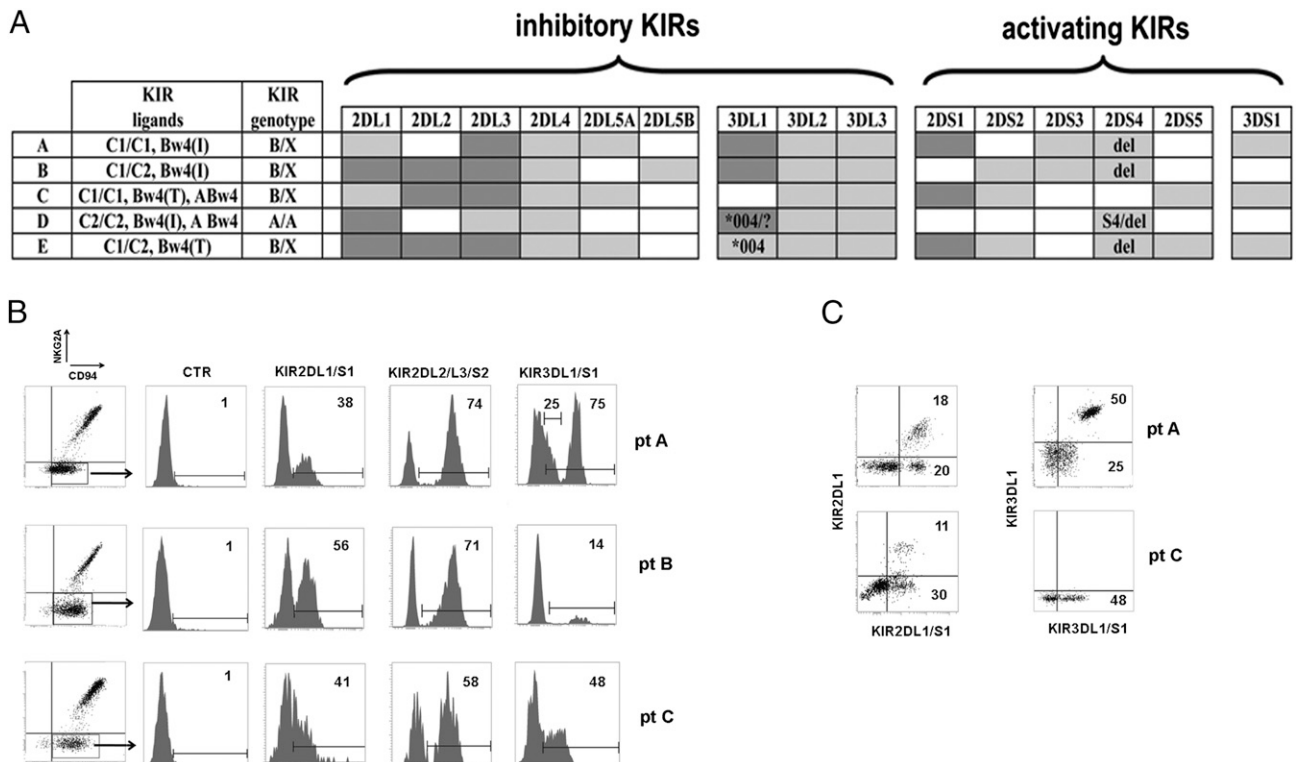 A
inhibitory KIRs
activating KIRs
KIR ligands
KIR genotype
2DL1 2DL2 2DL3 2DL4 2DL5A 2DL5B 3DL1 3DL2 3DL3 2DS1 2DS2 2DS3 2DS4 2DS5 3DS1
A C1/C1, Bw4(I) B/X del
B C1/C2, Bw4(I) B/X del
C C1/C1, Bw4(T), ABw4 B/X
D C2/C2, Bw4(I), A Bw4 A/A *004/? S4/del
E C1/C2, Bw4(T) B/X *004 del
B
NKG2A
CD94
CTR
KIR2DL1/S1
KIR2DL2/L3/S2
KIR3DL1/S1
1
38
74
25
75
pt A
1
56
71
14
pt B
1
41
58
48
pt C
C
18
20
50
25
pt A
11
30
48
pt C
KIR2DL1
KIR3DL1
KIR2DL1/S1
KIR3DL1/S1